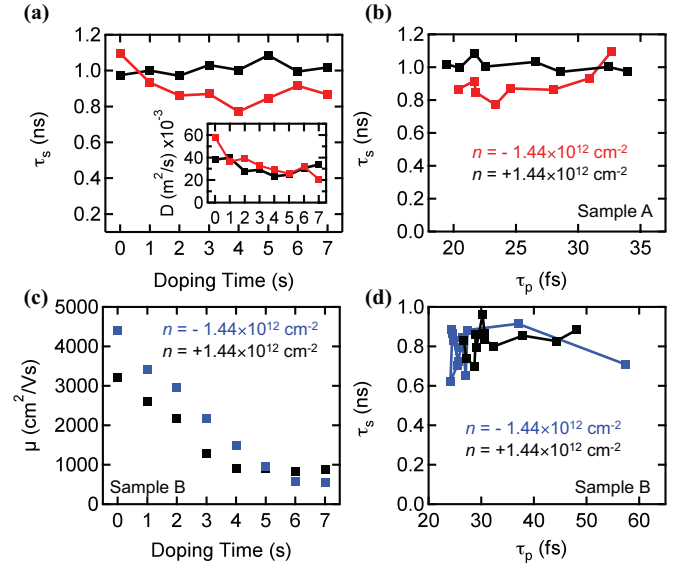 (a)
1.2
1.0
0.8
0.6
0.4
0.2
τs (ns)
D (m²/s) ×10⁻³
60
40
20
0
0 1 2 3 4 5 6 7
0 1 2 3 4 5 6 7
Doping Time (s)
(b)
1.0
0.8
0.6
0.4
0.2
0.0
τs (ns)
n = - 1.44×10¹² cm⁻²
n = +1.44×10¹² cm⁻²
Sample A
20 25 30 35
τp (fs)
(c)
5000
4000
3000
2000
1000
0
μ (cm²/Vs)
n = - 1.44×10¹² cm⁻²
n = +1.44×10¹² cm⁻²
Sample B
0 1 2 3 4 5 6 7
Doping Time (s)
(d)
1.0
0.8
0.6
0.4
0.2
0.0
τs (ns)
n = - 1.44×10¹² cm⁻²
n = +1.44×10¹² cm⁻²
Sample B
20 30 40 50 60
τp (fs)